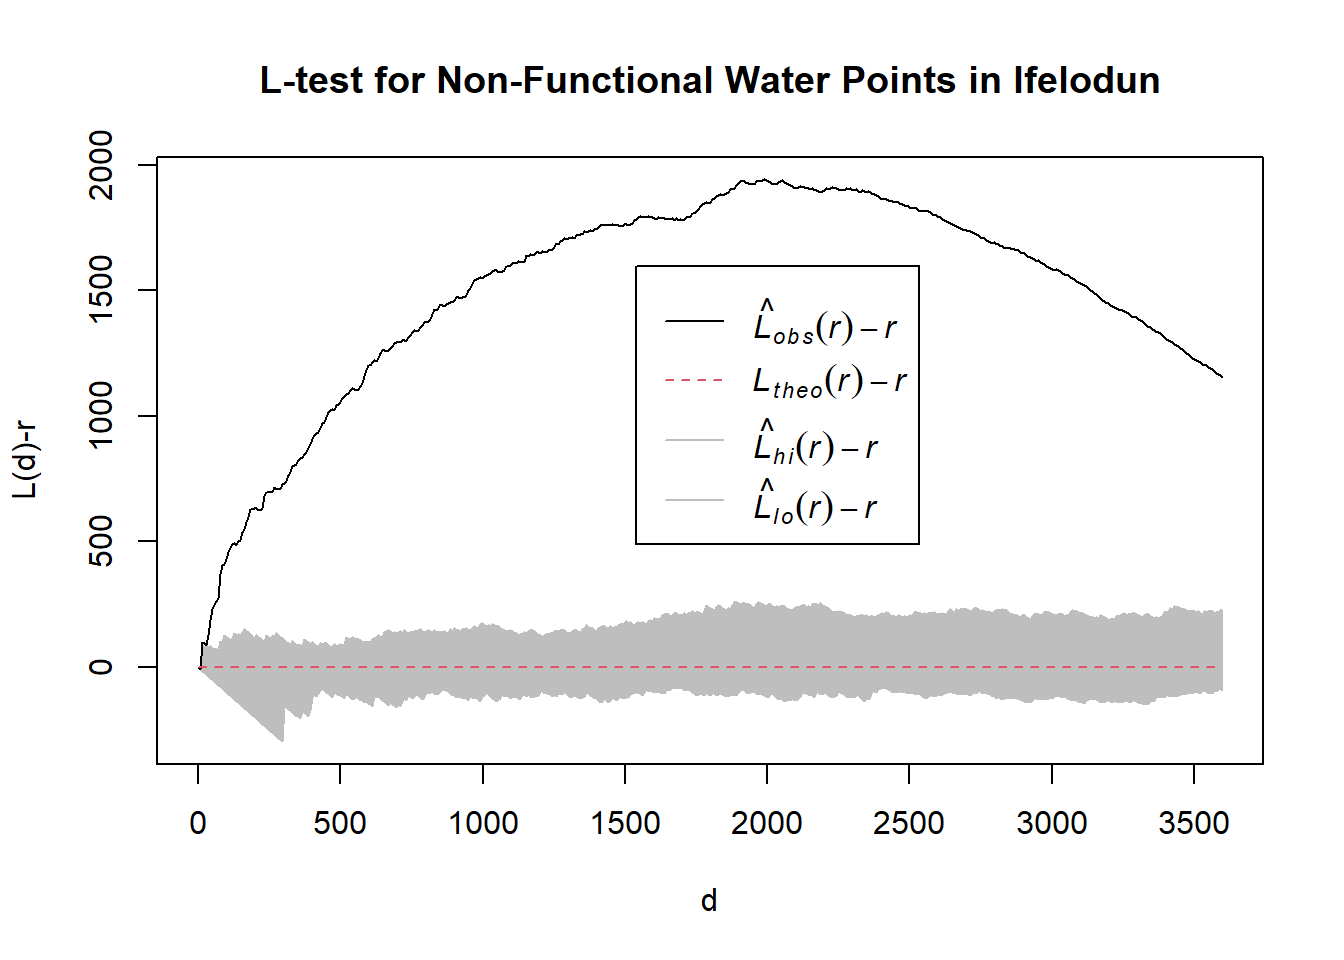 L-test for Non-Functional Water Points in Ifelodun
L(d)-r
2000
1500
1000
500
0
L̂obs(r) − r
Ltheo(r) − r
L̂hi(r) − r
L̂lo(r) − r
0 500 1000 1500 2000 2500 3000 3500
d